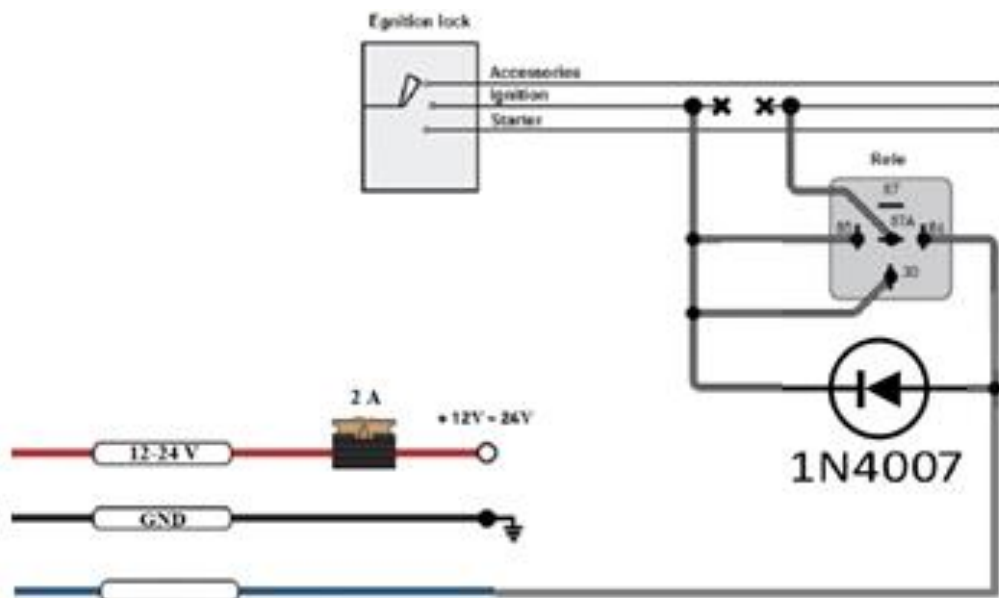 Egnition lock
Accessories
Ignition
Starter
Rele
87
87A
85
86
30
2 A
+ 12V - 24V
12-24 V
1N4007
GND